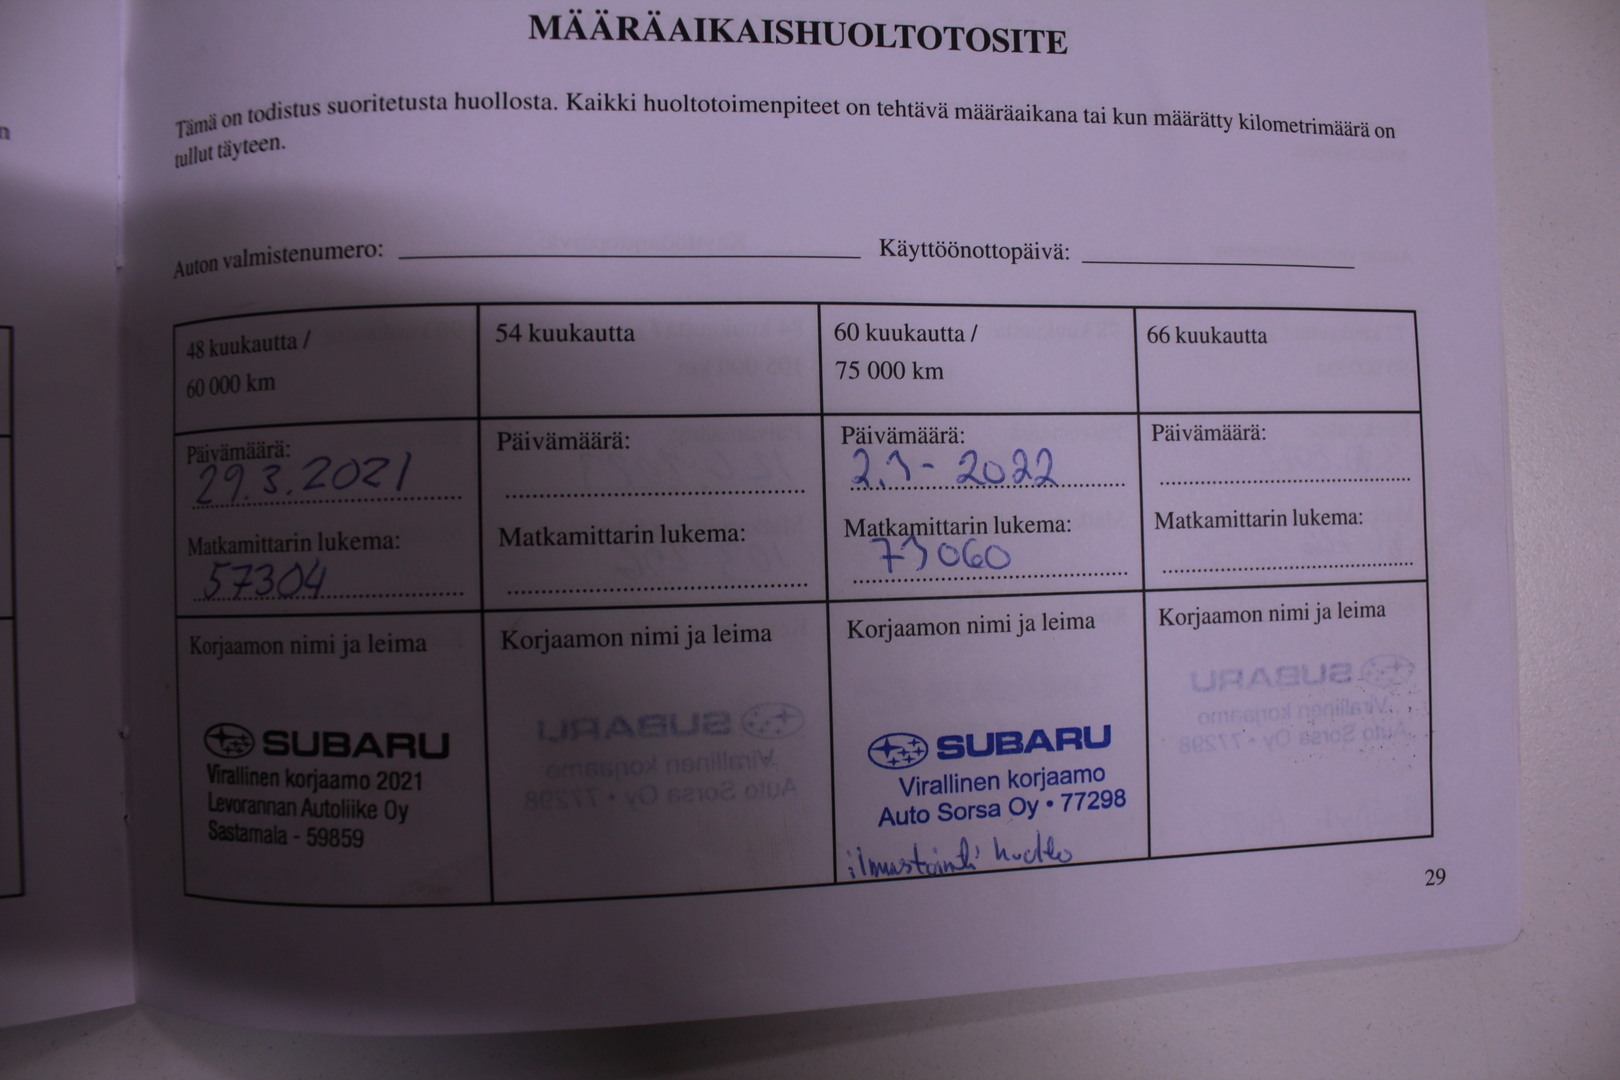 MÄÄRÄAIKAISHUOLTOTOSITE
Tämä on todistus suoritetusta huollosta. Kaikki huoltotoimenpiteet on tehtävä määräaikana tai kun määrätty kilometrimäärä on
tullut täyteen.
Auton valmistenumero:
Käyttöönottopäivä:
48 kuukautta /
60 000 km
Päivämäärä:
29.3.2021
Matkamittarin lukema:
57304
Korjaamon nimi ja leima
SUBARU
Virallinen korjaamo 2021
Levorannan Autoliike Oy
Sastamala - 59859
54 kuukautta
Päivämäärä:
Matkamittarin lukema:
Korjaamon nimi ja leima
60 kuukautta /
75 000 km
Päivämäärä:
Matkamittarin lukema:
Korjaamon nimi ja leima
SUBARU
Virallinen korjaamo
Auto Sorsa Oy • 77298
ilmastointi huolto
66 kuukautta
Päivämäärä:
Matkamittarin lukema:
Korjaamon nimi ja leima
29